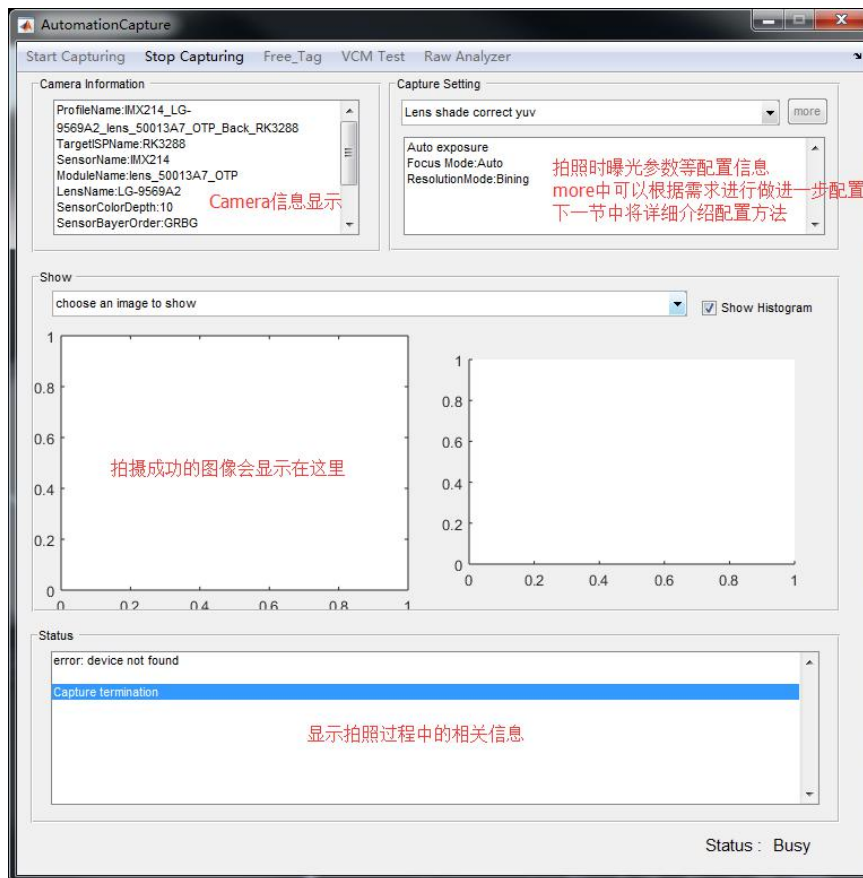 AutomationCapture
Start Capturing Stop Capturing Free_Tag VCM Test Raw Analyzer
Camera Information
ProfileName:IMX214_LG-
9569A2_lens_50013A7_OTP_Back_RK3288
TargetISPName:RK3288
SensorName:IMX214
ModuleName:lens_50013A7_OTP
LensName:LG-9569A2
SensorColorDepth:10
SensorBayerOrder:GRBG
Camera信息显示
Capture Setting
Lens shade correct yuv
more
Auto exposure
Focus Mode:Auto
ResolutionMode:Bining
拍照时曝光参数等配置信息
more中可以根据需求进行做进一步配置
下一节中将详细介绍配置方法
Show
choose an image to show
Show Histogram
1
0.8
0.6
0.4
0.2
0
0 0.2 0.4 0.6 0.8 1
拍摄成功的图像会显示在这里
1
0.8
0.6
0.4
0.2
0
0 0.2 0.4 0.6 0.8 1
Status
error: device not found
Capture termination
显示拍照过程中的相关信息
Status : Busy